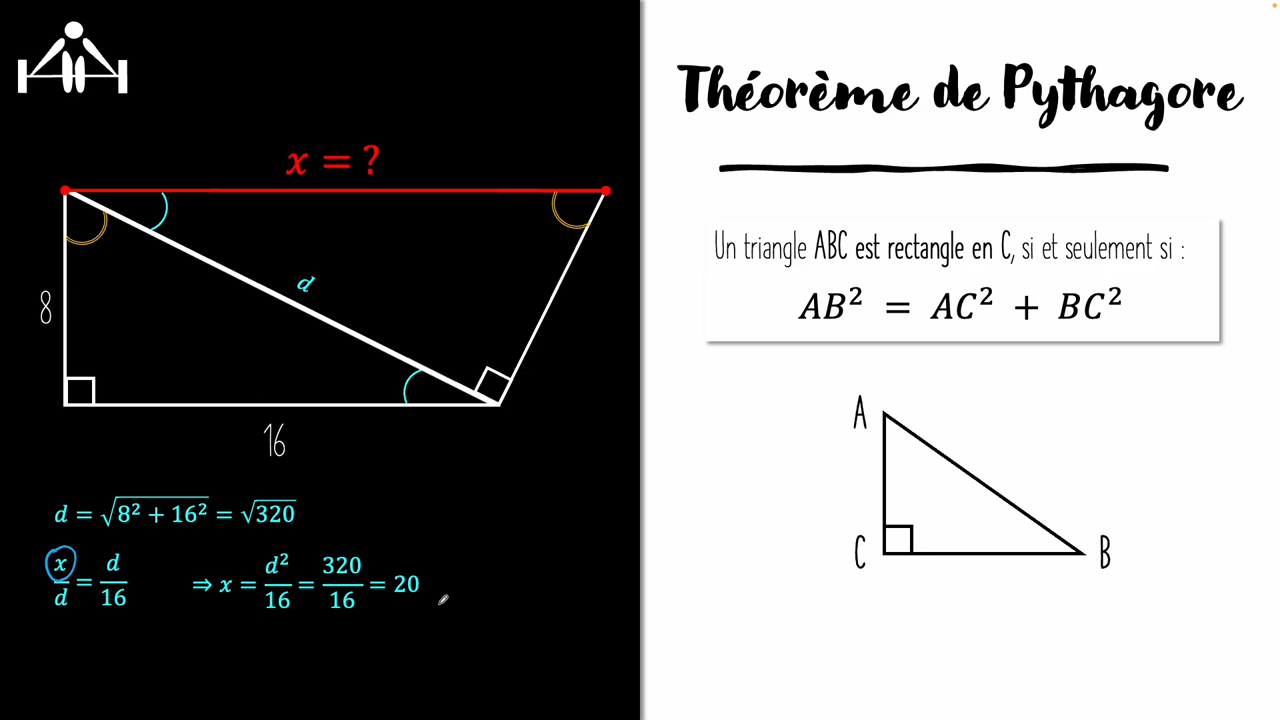 x = ?
8
d
16
d = √(8² + 16²) = √320
x/d = d/16 ⇒ x = d²/16 = 320/16 = 20
Théorème de Pythagore
Un triangle ABC est rectangle en C, si et seulement si :
AB² = AC² + BC²
A
C
B